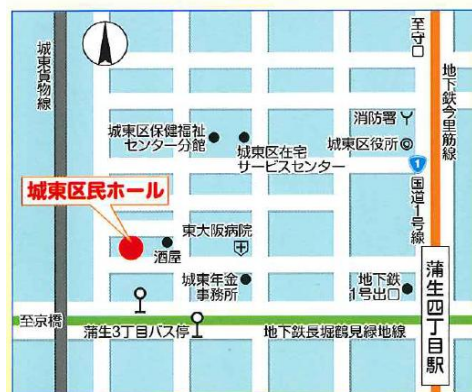 城東貨物線
至守口
地下鉄今里筋線
消防署
城東区役所
1
国道1号線
城東区保健福祉
センター分館
城東区在宅
サービスセンター
城東区民ホール
酒屋
東大阪病院
城東年金
事務所
地下鉄
1号出口
蒲生四丁目駅
至京橋
蒲生3丁目バス停
地下鉄長堀鶴見緑地線